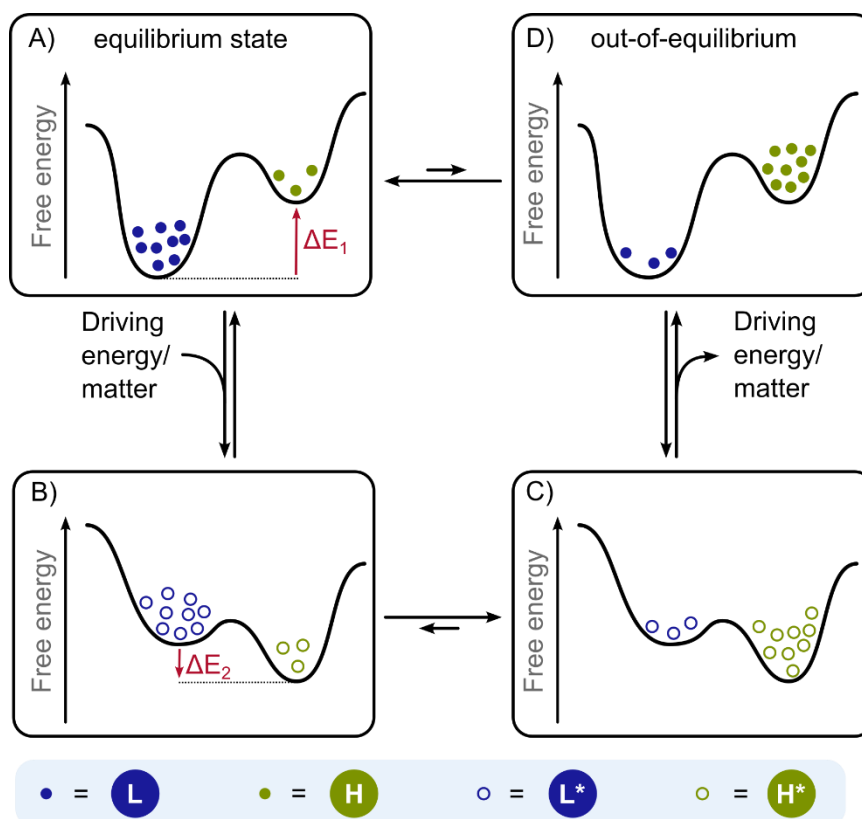 A)
equilibrium state
D)
out-of-equilibrium
Free energy
ΔE₁
Free energy
Driving
energy/
matter
Driving
energy/
matter
B)
C)
Free energy
ΔE₂
Free energy
= L
= H
= L*
= H*